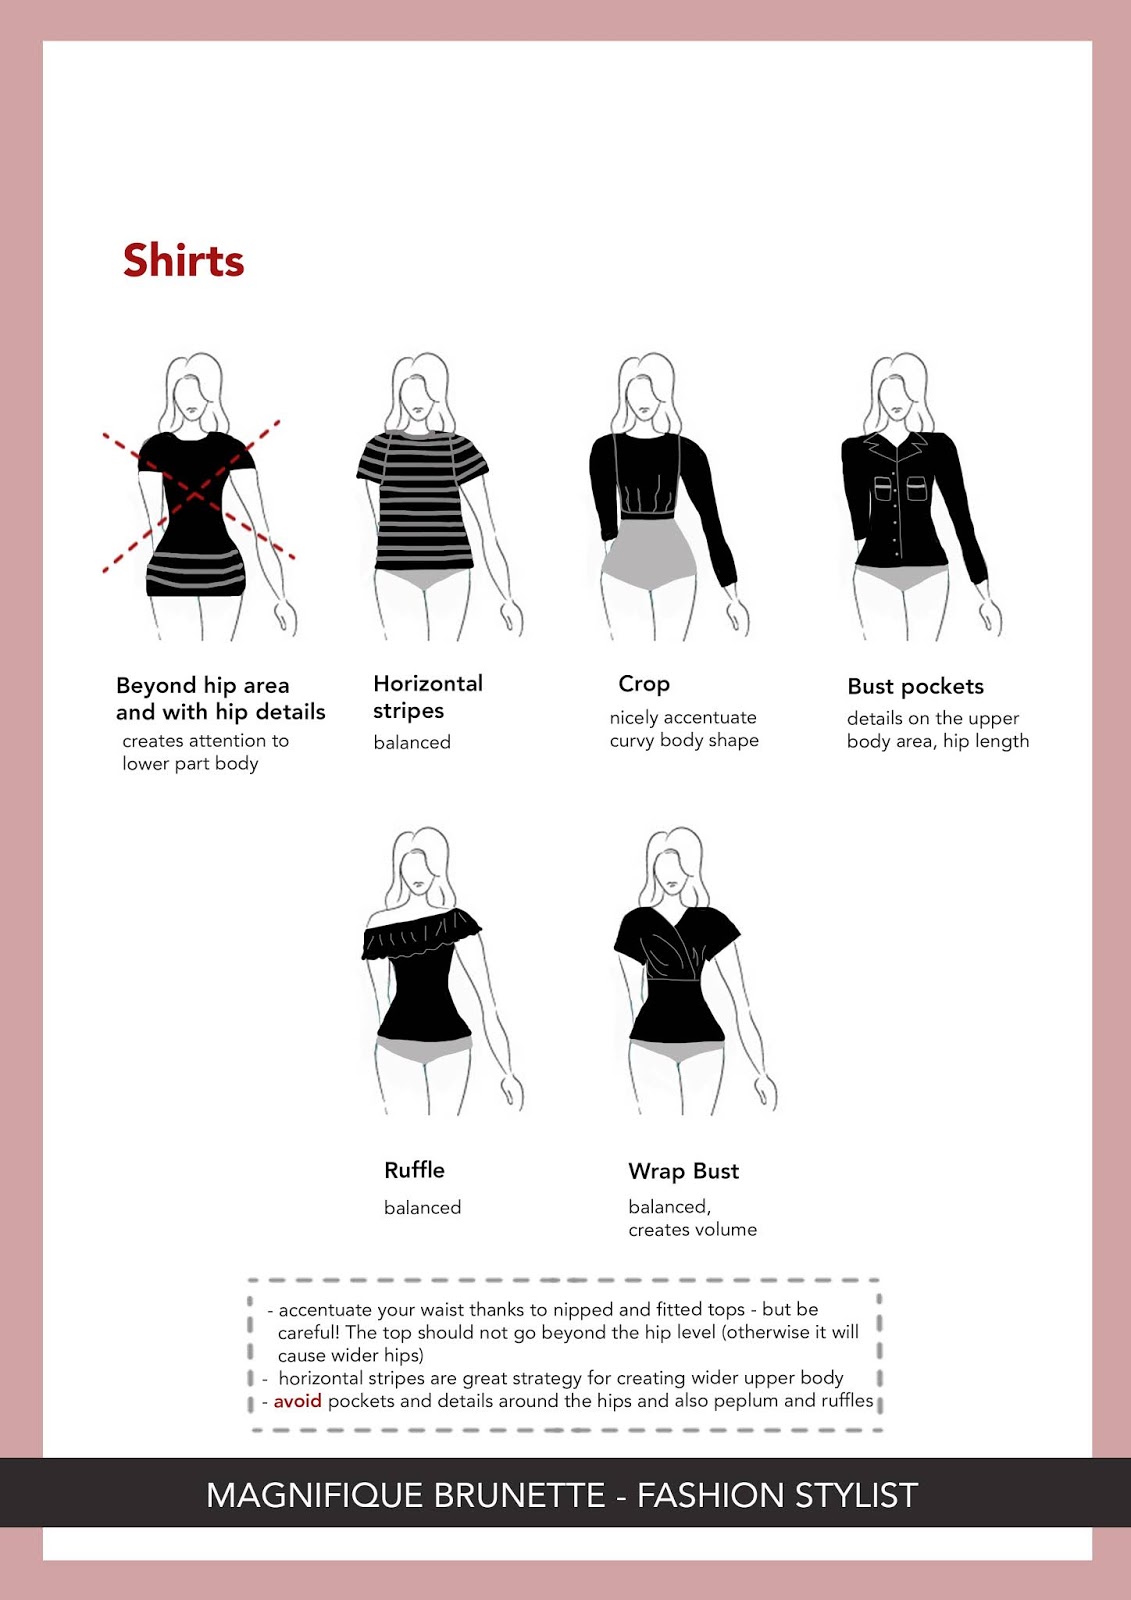 Shirts
Beyond hip area
and with hip details
creates attention to
lower part body
Horizontal
stripes
balanced
Crop
nicely accentuate
curvy body shape
Bust pockets
details on the upper
body area, hip length
Ruffle
balanced
Wrap Bust
balanced,
creates volume
- accentuate your waist thanks to nipped and fitted tops - but be
careful! The top should not go beyond the hip level (otherwise it will
cause wider hips)
- horizontal stripes are great strategy for creating wider upper body
- avoid pockets and details around the hips and also peplum and ruffles
MAGNIFIQUE BRUNETTE - FASHION STYLIST